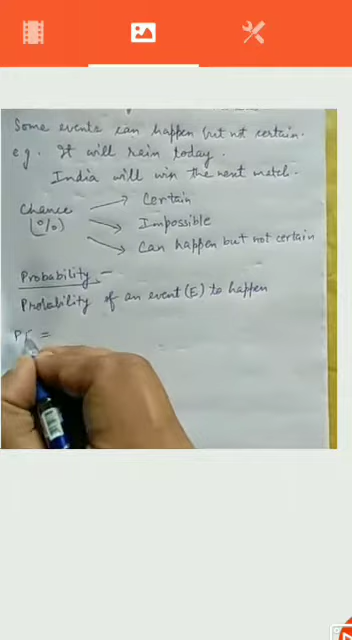 Some events can happen but not certain.
e.g. It will rain today.
India will win the next match.
Chance → Certain
(%) → Impossible
→ Can happen but not certain
Probability -
Probability of an event (E) to happen
P =